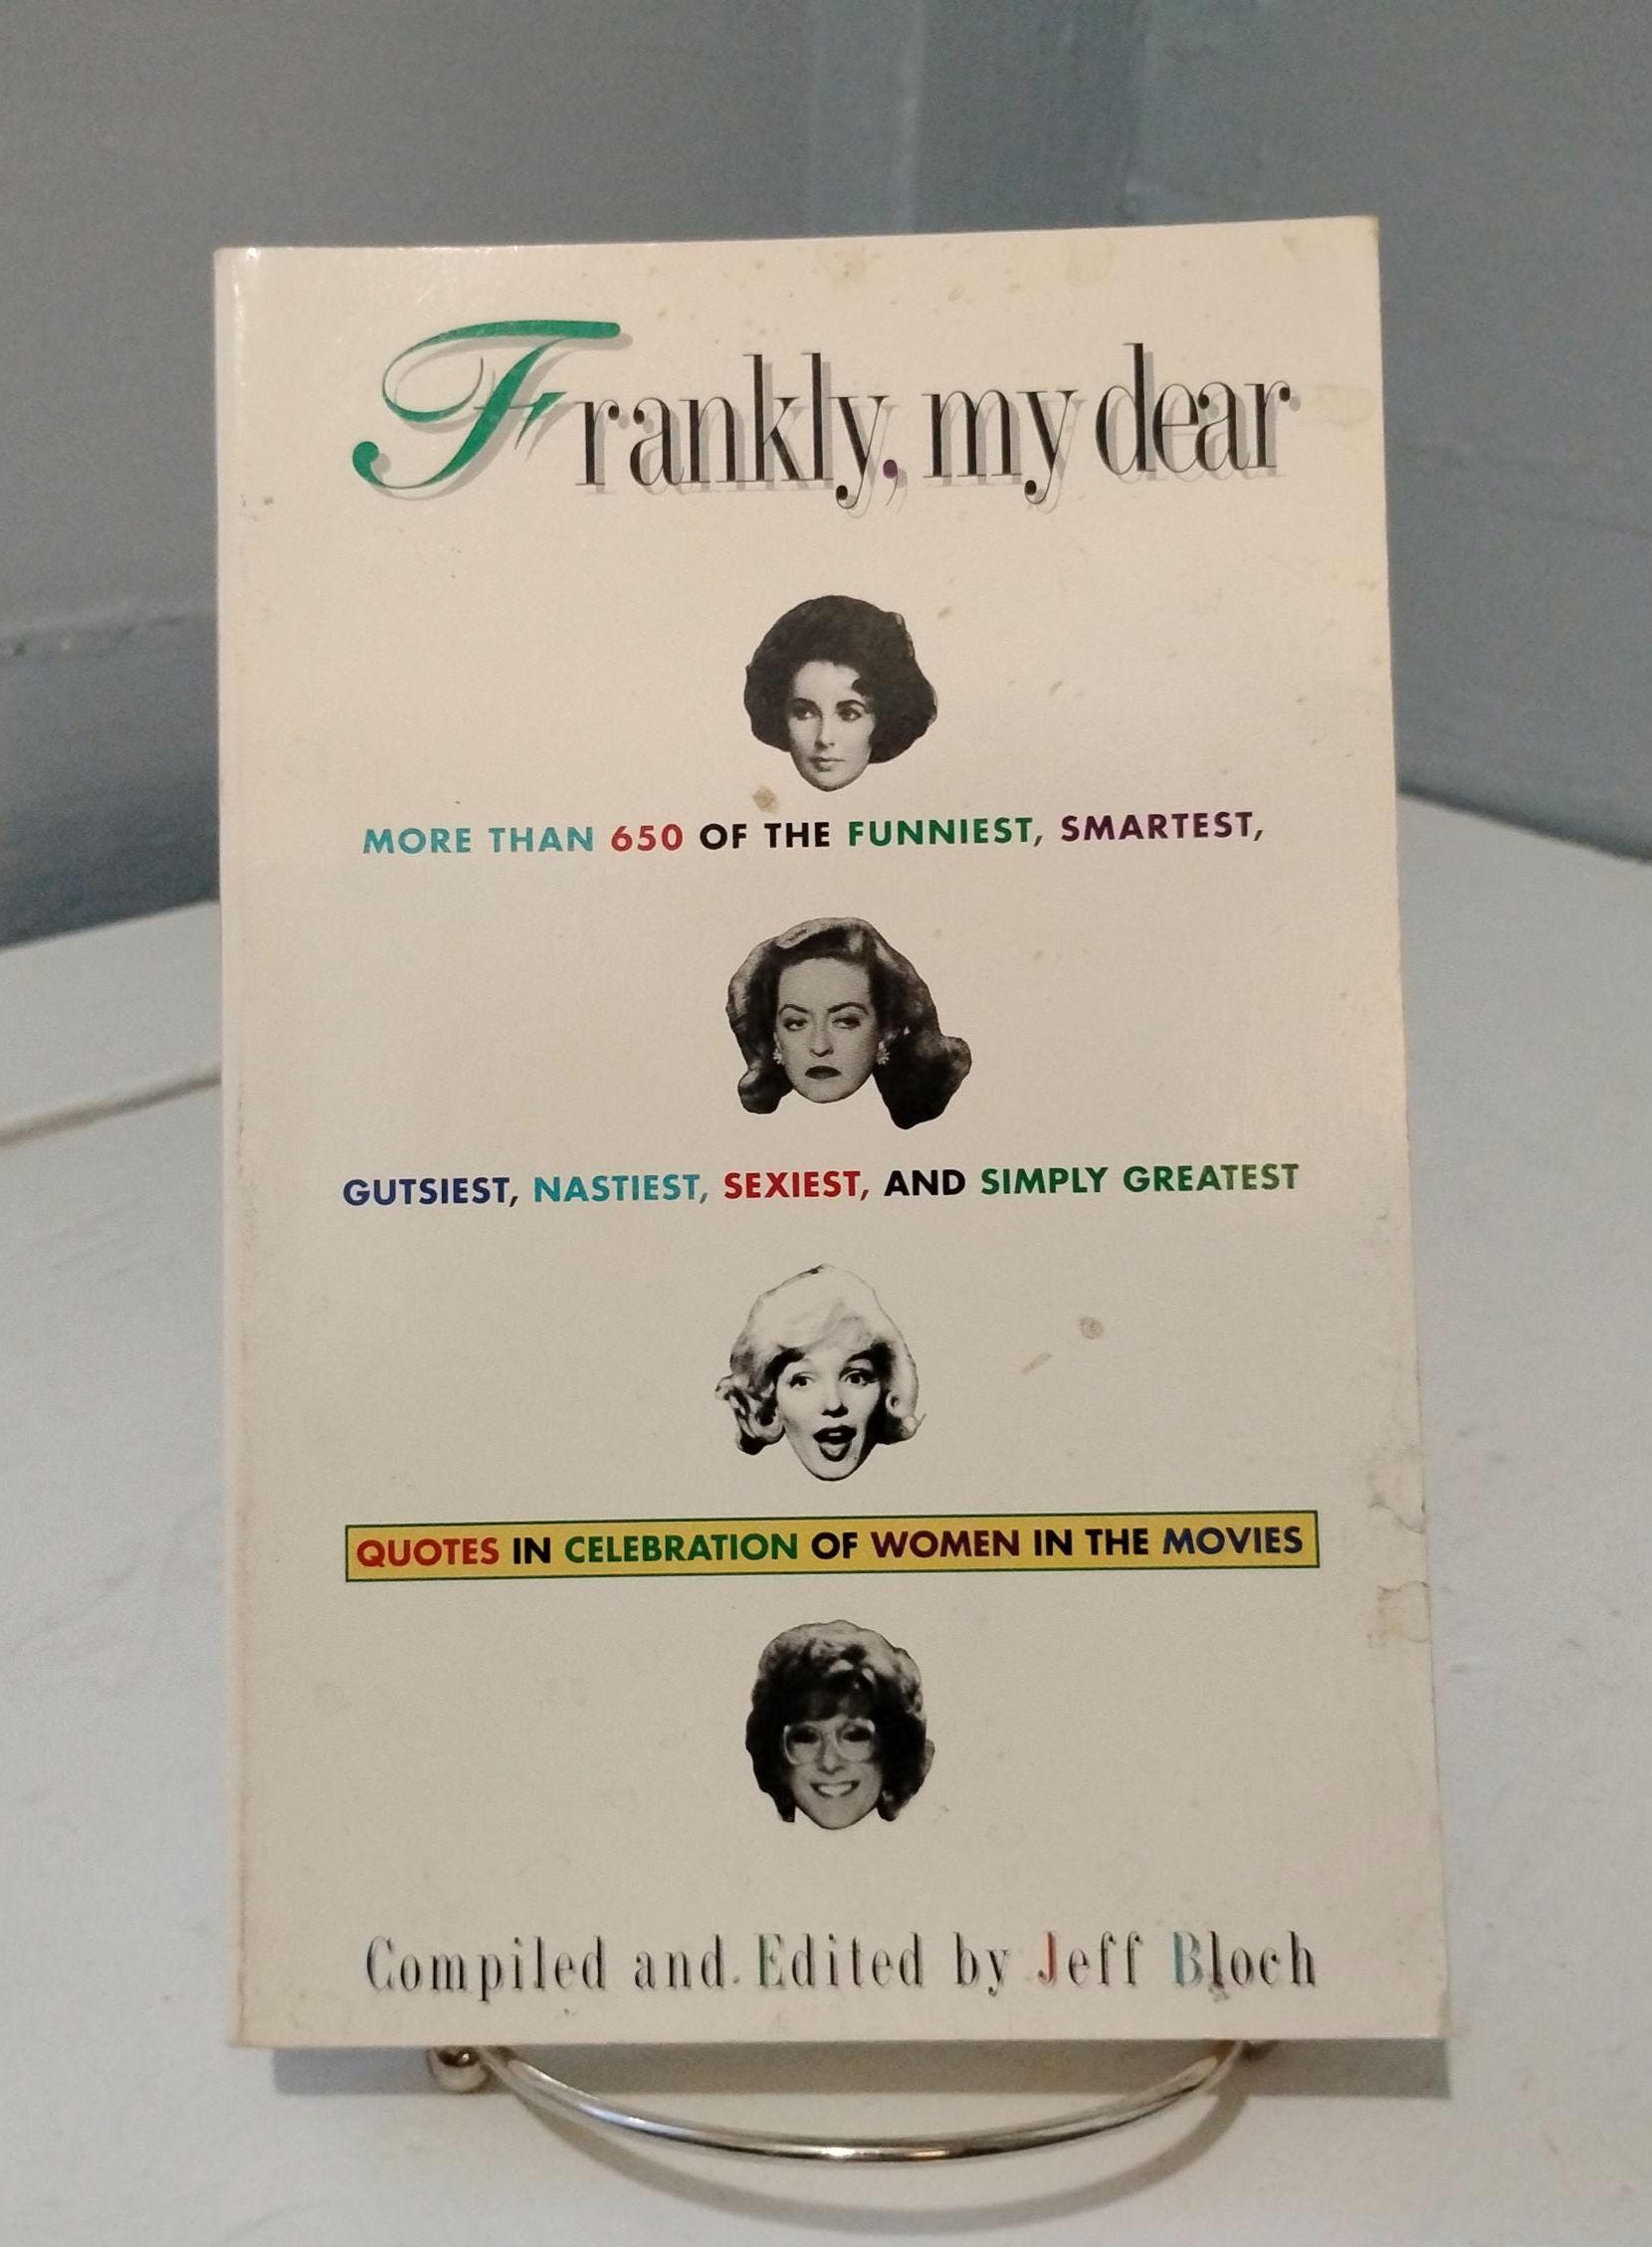 Frankly, my dear
MORE THAN 650 OF THE FUNNIEST, SMARTEST,
GUTSIEST, NASTIEST, SEXIEST, AND SIMPLY GREATEST
QUOTES IN CELEBRATION OF WOMEN IN THE MOVIES
Compiled and Edited by Jeff Bloch